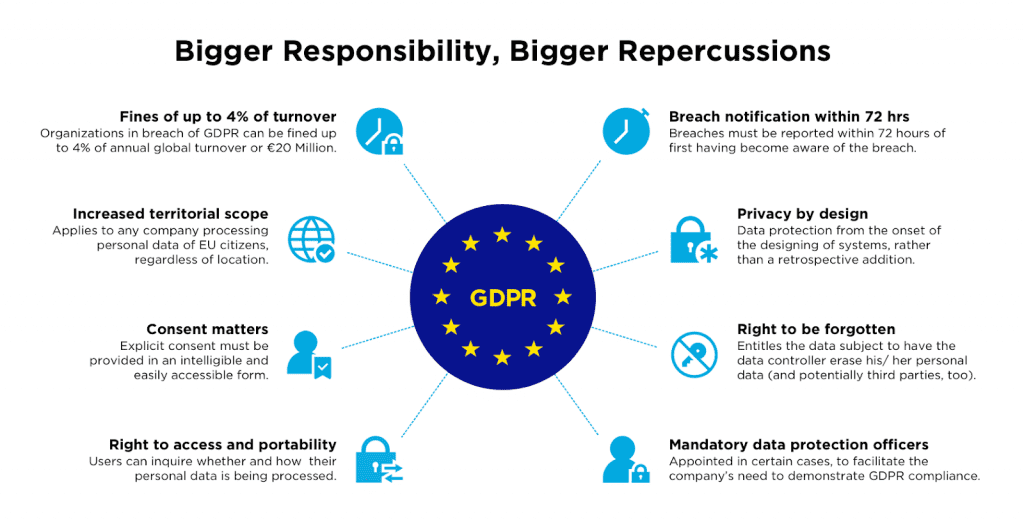 Bigger Responsibility, Bigger Repercussions
Fines of up to 4% of turnover
Organizations in breach of GDPR can be fined up
to 4% of annual global turnover or €20 Million.
Increased territorial scope
Applies to any company processing
personal data of EU citizens,
regardless of location.
Consent matters
Explicit consent must be
provided in an intelligible and
easily accessible form.
Right to access and portability
Users can inquire whether and how their
personal data is being processed.
GDPR
Breach notification within 72 hrs
Breaches must be reported within 72 hours of
first having become aware of the breach.
Privacy by design
Data protection from the onset of
the designing of systems, rather
than a retrospective addition.
Right to be forgotten
Entitles the data subject to have the
data controller erase his/ her personal
data (and potentially third parties, too).
Mandatory data protection officers
Appointed in certain cases, to facilitate the
company's need to demonstrate GDPR compliance.